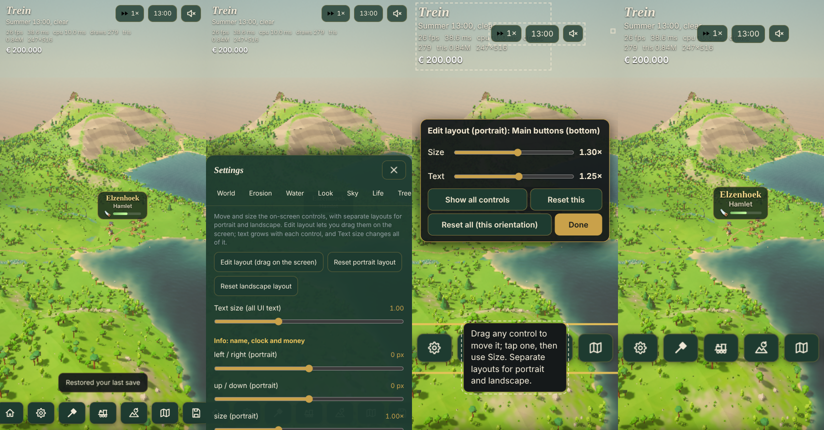 Trein
Summer 13:00, clear
1×
13:00
€ 200.000
Elzenhoek
Hamlet
Restored your last save
Trein
Summer 13:00, clear
1×
13:00
€ 200.000
Settings
World Erosion Water Look Sky Life Tree
Move and scale the on-screen controls, with separate layouts for
portrait and landscape. Edit layout lets you drag them on the
screen; text grows with each control, and Text size changes all
of it.
Edit layout (drag on the screen)
Reset portrait layout
Reset landscape layout
Text size (all UI text) 1.00
Info: name, clock and money
left / right (portrait) 0 px
up / down (portrait) 0 px
size (portrait) 1.00×
Trein
Summer 13:00, cle
1×
13:00
€ 200.000
Edit layout (portrait): Main buttons (bottom)
Size 1.30×
Text 1.25×
Show all controls
Reset this
Reset all (this orientation)
Done
Drag any control to
move it; tap one, then
use Size. Separate
layouts for portrait
and landscape.
Trein
Summer 13:00, clear
1×
13:00
€ 200.000
Elzenhoek
Hamlet